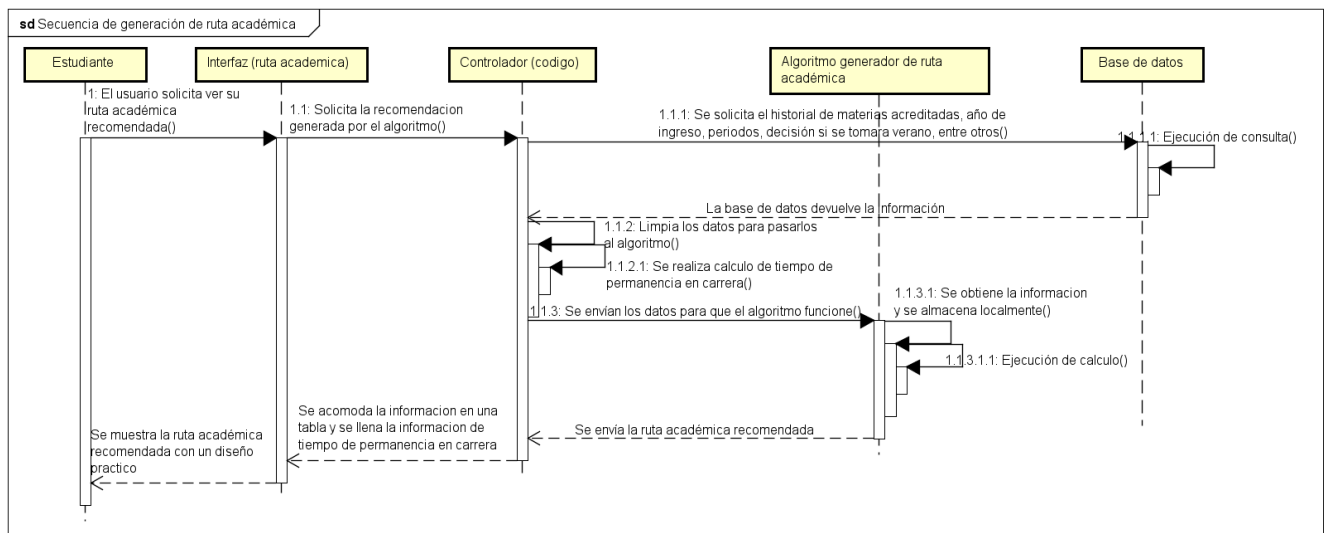 sd Secuencia de generación de ruta académica
Estudiante
Interfaz (ruta academica)
Controlador (codigo)
Algoritmo generador de ruta
académica
Base de datos
1: El usuario solicita ver su
ruta académica
recomendada()
1.1: Solicita la recomendacion
generada por el algoritmo()
1.1.1: Se solicita el historial de materias acreditadas, año de
ingreso, periodos, decisión si se tomara verano, entre otros()
1.1.1.1: Ejecución de consulta()
La base de datos devuelve la información
1.1.2: Limpia los datos para pasarlos
al algoritmo()
1.1.2.1: Se realiza calculo de tiempo de
permanencia en carrera()
1.1.3: Se envían los datos para que el algoritmo funcione()
1.1.3.1: Se obtiene la informacion
y se almacena localmente()
1.1.3.1.1: Ejecución de calculo()
Se envía la ruta académica recomendada
Se acomoda la informacion en una
tabla y se llena la informacion de
tiempo de permanencia en carrera
Se muestra la ruta académica
recomendada con un diseño
practico